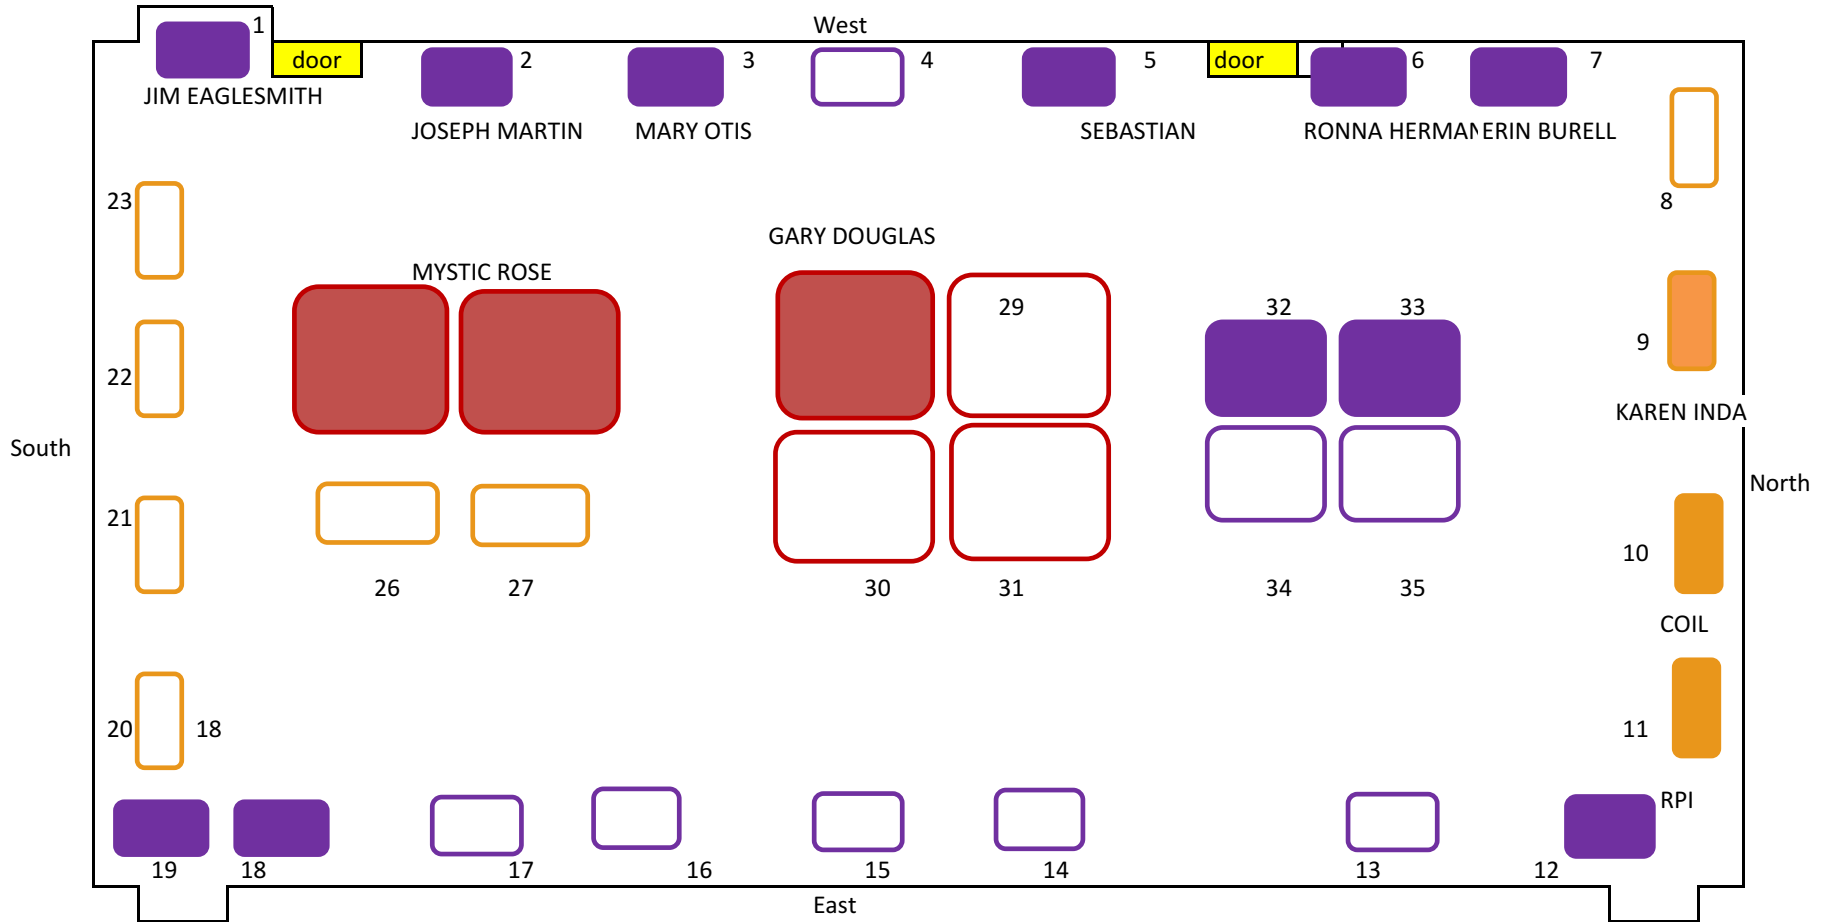 West
1
door
2
3
4
5
door
6
7
JIM EAGLESMITH
JOSEPH MARTIN
MARY OTIS
SEBASTIAN
RONNA HERMAN
ERIN BURELL
23
8
GARY DOUGLAS
MYSTIC ROSE
29
32
33
9
22
KAREN INDA
South
North
21
10
26
27
30
31
34
35
COIL
20
18
11
RPI
19
18
17
16
15
14
13
12
East